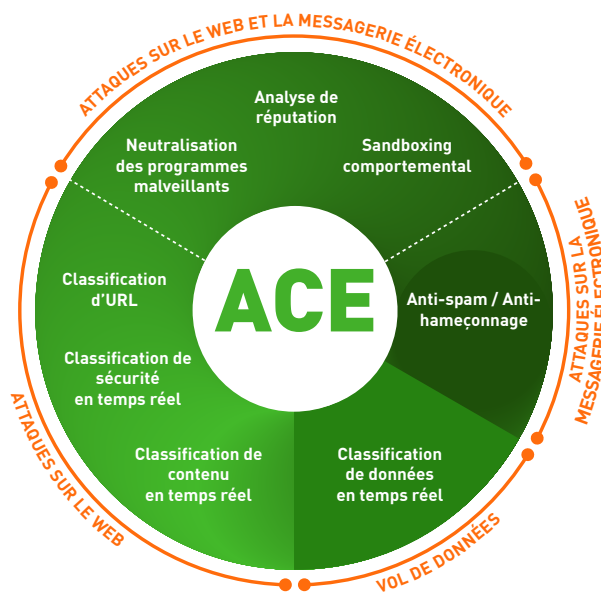 ATTAQUES SUR LE WEB ET LA MESSAGERIE ÉLECTRONIQUE
Analyse de
réputation
Neutralisation
des programmes
malveillants
Sandboxing
comportemental
ATTAQUES SUR LA
MESSAGERIE ÉLECTRONIQUE
Classification
d'URL
ACE
Anti-spam / Anti-
hameçonnage
Classification de
sécurité
en temps réel
Classification de
contenu
en temps réel
Classification
de données
en temps réel
ATTAQUES SUR LE WEB
VOL DE DONNÉES